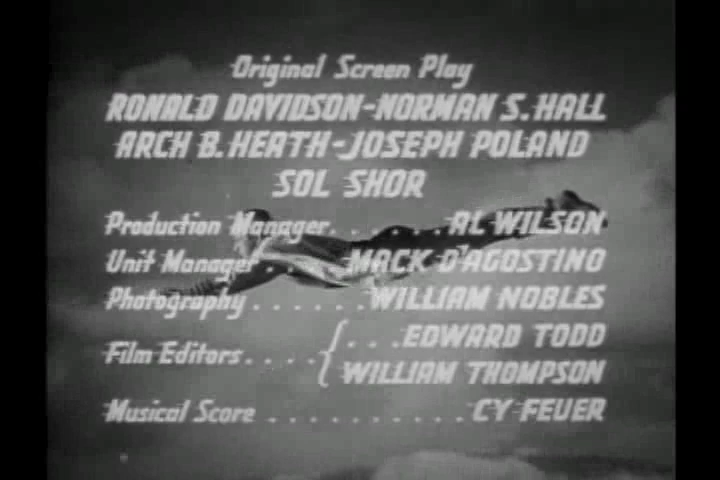 Original Screen Play
RONALD DAVIDSON-NORMAN S. HALL
ARCH B. HEATH-JOSEPH POLAND
SOL SHOR
Production Manager. . . . . . AL WILSON
Unit Manager . . . . . MACK D'AGOSTINO
Photography . . . . . . WILLIAM NOBLES
Film Editors. . . . { . . . EDWARD TODD
WILLIAM THOMPSON
Musical Score . . . . . . . . . . CY FEUER